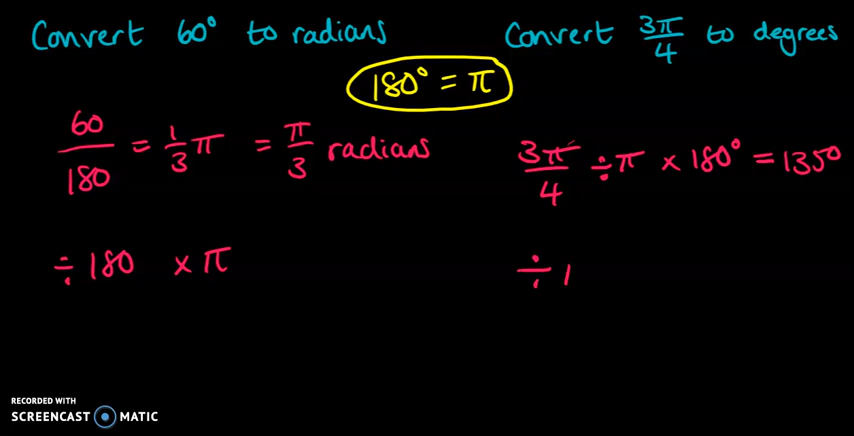 Convert 60° to radians
Convert 3π/4 to degrees
180° = π
60/180 = 1/3 π = π/3 radians
3π/4 ÷ π × 180° = 135°
÷ 180 × π
÷ 1
RECORDED WITH
SCREENCAST MATIC